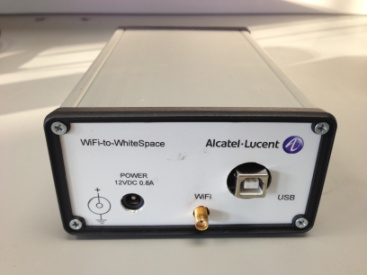 WiFi-to-WhiteSpace
Alcatel·Lucent
POWER
12VDC 0.8A
WiFi
USB